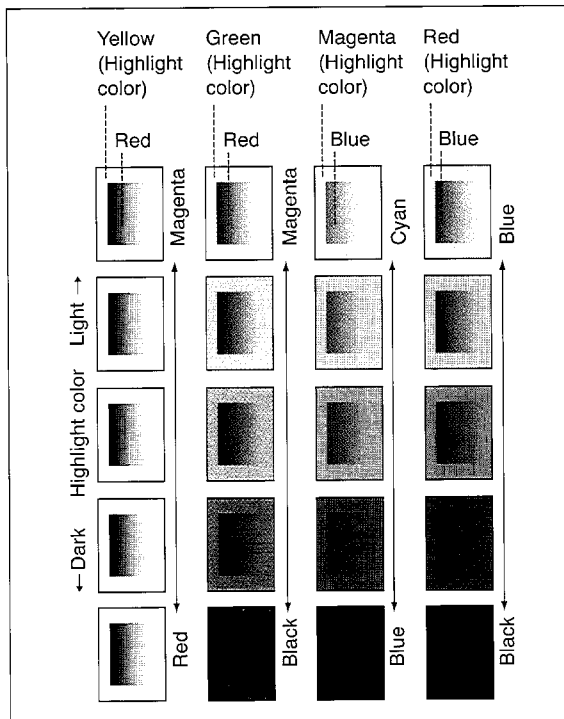 Yellow
(Highlight
color)
Green
(Highlight
color)
Magenta
(Highlight
color)
Red
(Highlight
color)
Red
Red
Blue
Blue
Magenta
Magenta
Cyan
Blue
Light →
Highlight color
← Dark
Red
Black
Blue
Black